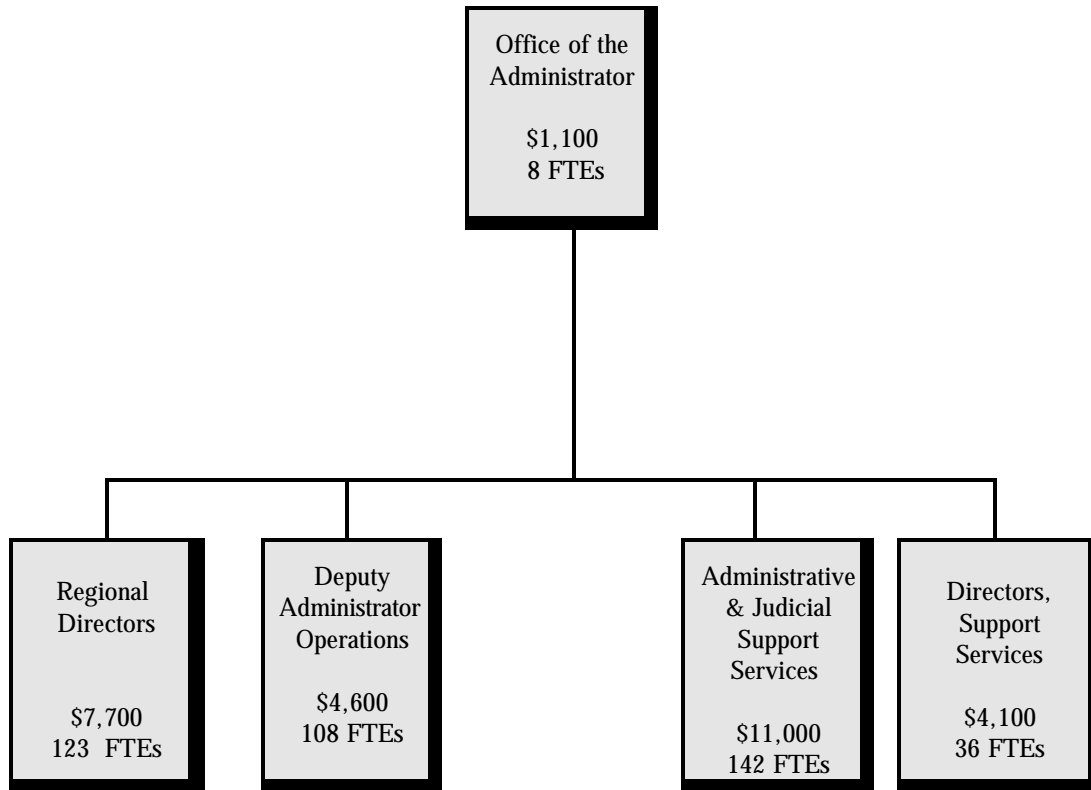 Office of the
Administrator
$1,100
8 FTEs
Regional
Directors
$7,700
123 FTEs
Deputy
Administrator
Operations
$4,600
108 FTEs
Administrative
& Judicial
Support
Services
$11,000
142 FTEs
Directors,
Support
Services
$4,100
36 FTEs